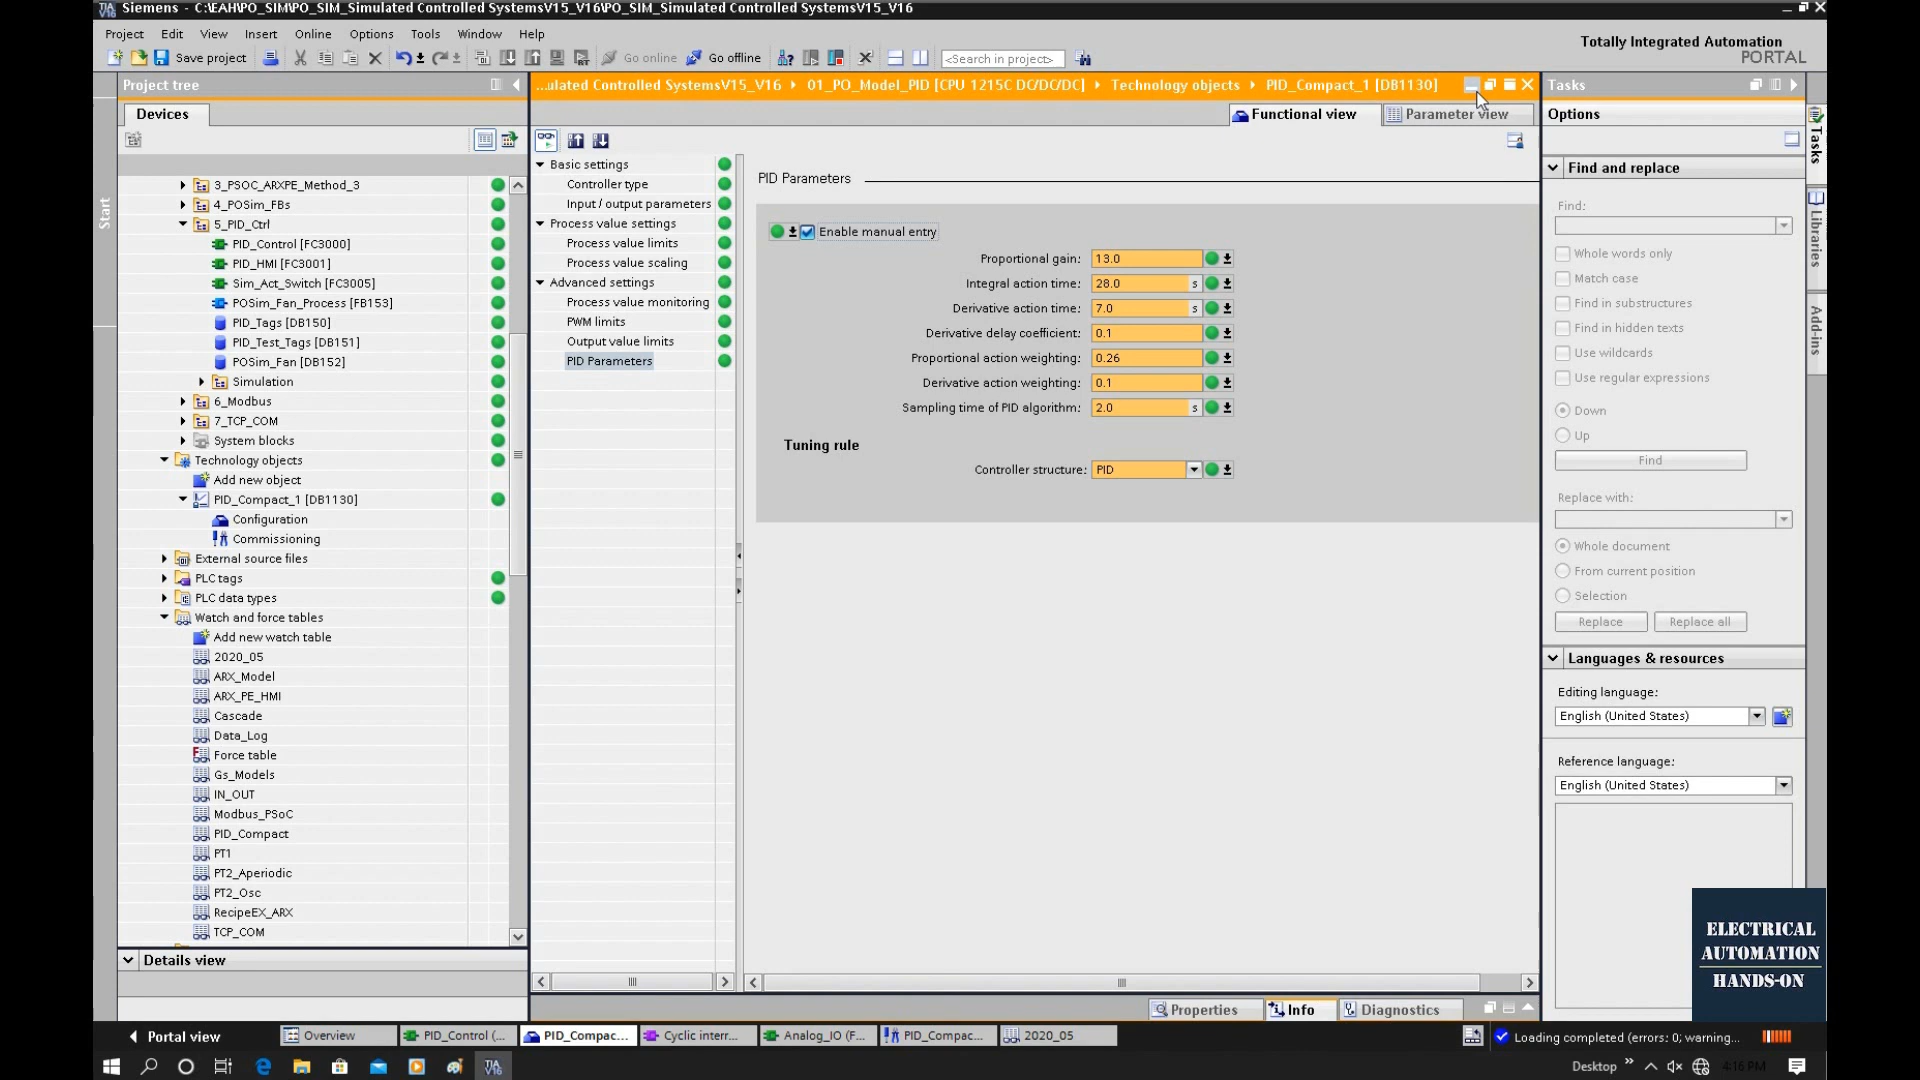 Siemens - C:\EAH\PO_SIM\PO_SIM_Simulated Controlled SystemsV15_V16\PO_SIM_Simulated Controlled SystemsV15_V16
Project Edit View Insert Online Options Tools Window Help
Totally Integrated Automation
PORTAL
Save project
Go online
Go offline
<Search in project>
Project tree
...ulated Controlled SystemsV15_V16 ▸ 01_PO_Model_PID [CPU 1215C DC/DC/DC] ▸ Technology objects ▸ PID_Compact_1 [DB1130]
Tasks
Devices
Functional view
Parameter view
Options
Start
3_PSOC_ARXPE_Method_3
4_POSim_FBs
5_PID_Ctrl
PID_Control [FC3000]
PID_HMI [FC3001]
Sim_Act_Switch [FC3005]
POSim_Fan_Process [FB153]
PID_Tags [DB150]
PID_Test_Tags [DB151]
POSim_Fan [DB152]
Simulation
6_Modbus
7_TCP_COM
System blocks
Technology objects
Add new object
PID_Compact_1 [DB1130]
Configuration
Commissioning
External source files
PLC tags
PLC data types
Watch and force tables
Add new watch table
2020_05
ARX_Model
ARX_PE_HMI
Cascade
Data_Log
Force table
Gs_Models
IN_OUT
Modbus_PSoC
PID_Compact
PT1
PT2_Aperiodic
PT2_Osc
RecipeEX_ARX
TCP_COM
Details view
Basic settings
Controller type
Input / output parameters
Process value settings
Process value limits
Process value scaling
Advanced settings
Process value monitoring
PWM limits
Output value limits
PID Parameters
PID Parameters
Enable manual entry
Proportional gain: 13.0
Integral action time: 28.0 s
Derivative action time: 7.0 s
Derivative delay coefficient: 0.1
Proportional action weighting: 0.26
Derivative action weighting: 0.1
Sampling time of PID algorithm: 2.0 s
Tuning rule
Controller structure: PID
Find and replace
Find:
Whole words only
Match case
Find in substructures
Find in hidden texts
Use wildcards
Use regular expressions
Down
Up
Find
Replace with:
Whole document
From current position
Selection
Replace Replace all
Languages & resources
Editing language:
English (United States)
Reference language:
English (United States)
Tasks
Libraries
Add-ins
ELECTRICAL
AUTOMATION
HANDS-ON
Properties Info Diagnostics
Portal view
Overview
PID_Control (...
PID_Compac...
Cyclic interr...
Analog_IO (F...
PID_Compac...
2020_05
Loading completed (errors: 0; warning...
Desktop
4:16 PM